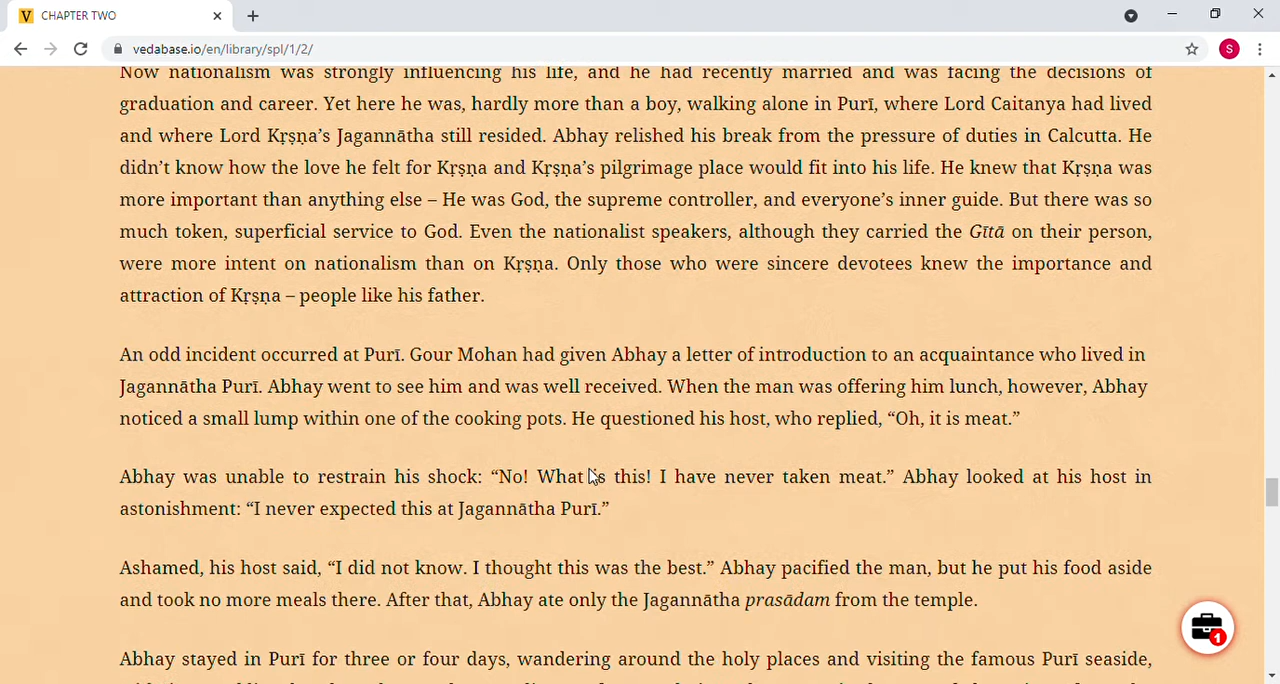 CHAPTER TWO
vedabase.io/en/library/spl/1/2/
S
Now nationalism was strongly influencing his life, and he had recently married and was facing the decisions of
graduation and career. Yet here he was, hardly more than a boy, walking alone in Purī, where Lord Caitanya had lived
and where Lord Kṛṣṇa’s Jagannātha still resided. Abhay relished his break from the pressure of duties in Calcutta. He
didn’t know how the love he felt for Kṛṣṇa and Kṛṣṇa’s pilgrimage place would fit into his life. He knew that Kṛṣṇa was
more important than anything else – He was God, the supreme controller, and everyone’s inner guide. But there was so
much token, superficial service to God. Even the nationalist speakers, although they carried the Gītā on their person,
were more intent on nationalism than on Kṛṣṇa. Only those who were sincere devotees knew the importance and
attraction of Kṛṣṇa – people like his father.
An odd incident occurred at Purī. Gour Mohan had given Abhay a letter of introduction to an acquaintance who lived in
Jagannātha Purī. Abhay went to see him and was well received. When the man was offering him lunch, however, Abhay
noticed a small lump within one of the cooking pots. He questioned his host, who replied, “Oh, it is meat.”
Abhay was unable to restrain his shock: “No! What is this! I have never taken meat.” Abhay looked at his host in
astonishment: “I never expected this at Jagannātha Purī.”
Ashamed, his host said, “I did not know. I thought this was the best.” Abhay pacified the man, but he put his food aside
and took no more meals there. After that, Abhay ate only the Jagannātha prasādam from the temple.
1
Abhay stayed in Purī for three or four days, wandering around the holy places and visiting the famous Purī seaside,